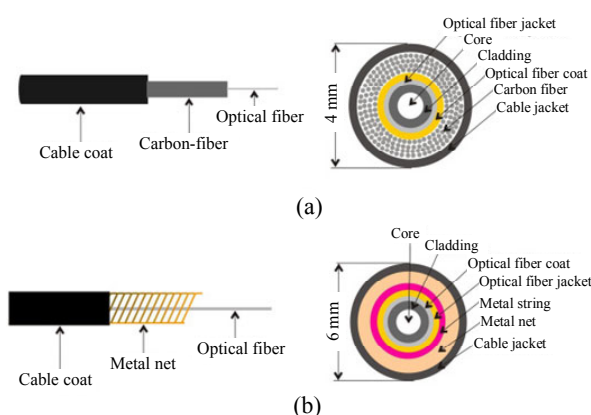 Optical fiber jacket
Core
Cladding
Optical fiber coat
Carbon fiber
Cable jacket
4 mm
Optical fiber
Carbon-fiber
Cable coat
(a)
Core
Cladding
Optical fiber coat
Optical fiber jacket
Metal string
Metal net
Cable jacket
6 mm
Optical fiber
Metal net
Cable coat
(b)